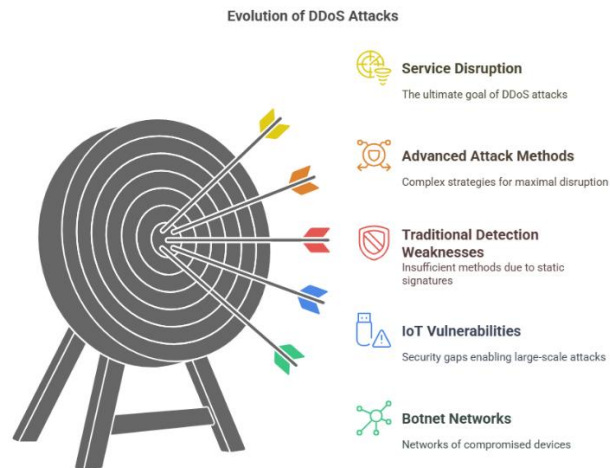 Evolution of DDoS Attacks
Service Disruption
The ultimate goal of DDoS attacks
Advanced Attack Methods
Complex strategies for maximal disruption
Traditional Detection
Weaknesses
Insufficient methods due to static
signatures
IoT Vulnerabilities
Security gaps enabling large-scale attacks
Botnet Networks
Networks of compromised devices